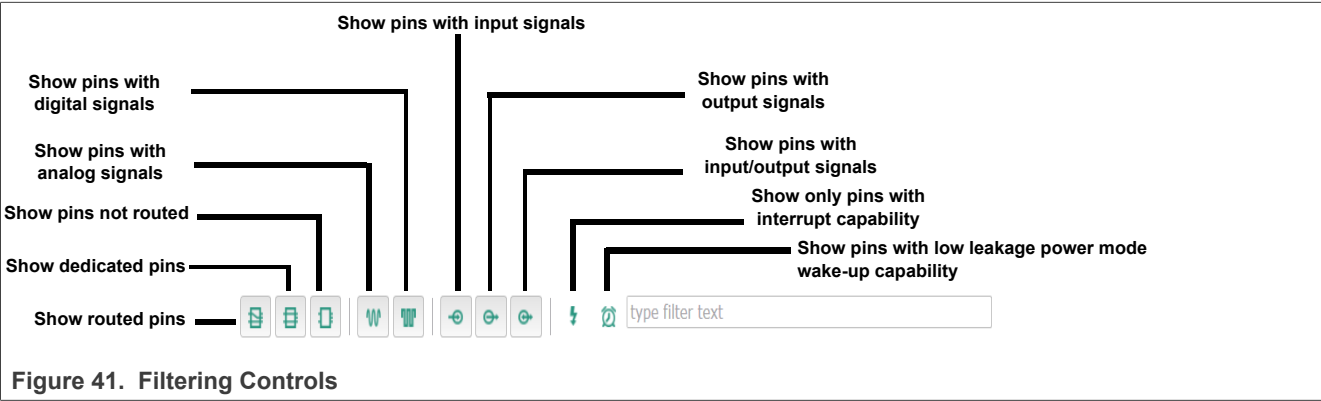 Show pins with input signals
Show pins with
digital signals
Show pins with
output signals
Show pins with
analog signals
Show pins with
input/output signals
Show only pins with
interrupt capability
Show pins not routed
Show pins with low leakage power mode
wake-up capability
Show dedicated pins
Show routed pins
type filter text
Figure 41. Filtering Controls